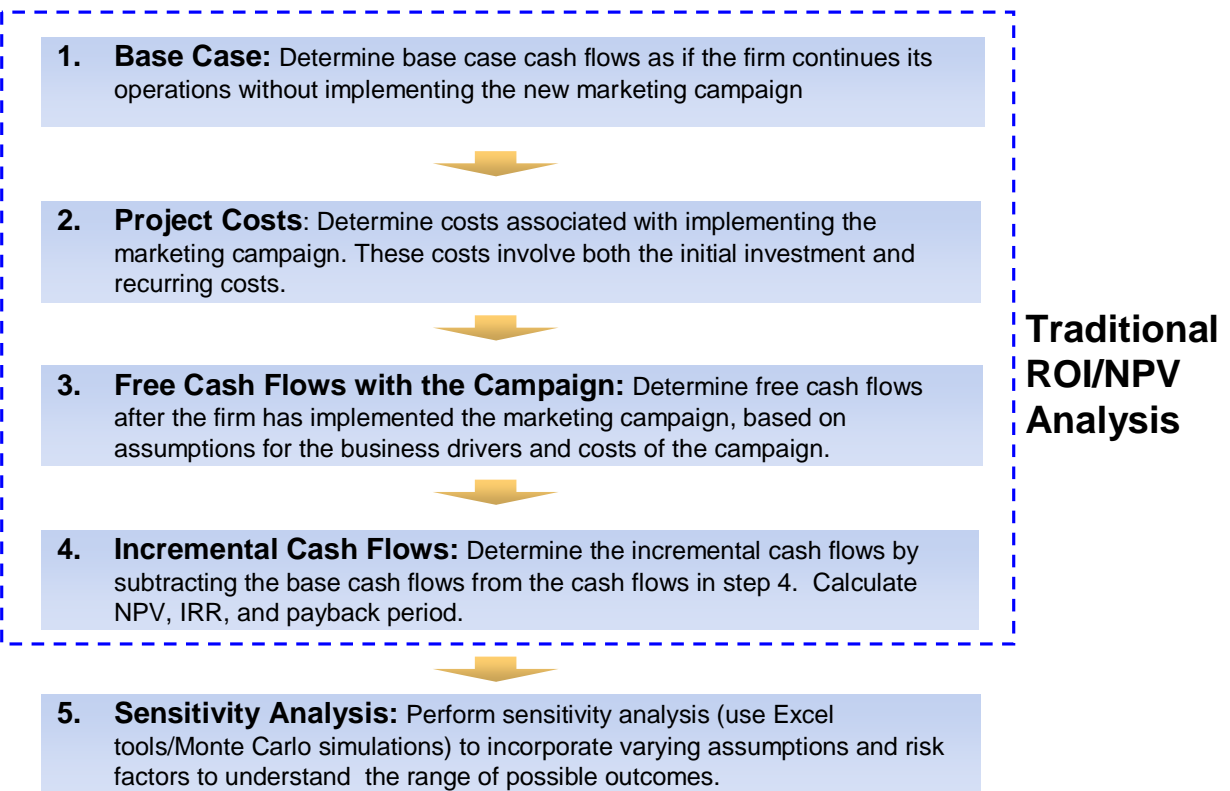 1. Base Case: Determine base case cash flows as if the firm continues its
operations without implementing the new marketing campaign
2. Project Costs: Determine costs associated with implementing the
marketing campaign. These costs involve both the initial investment and
recurring costs.
3. Free Cash Flows with the Campaign: Determine free cash flows
after the firm has implemented the marketing campaign, based on
assumptions for the business drivers and costs of the campaign.
4. Incremental Cash Flows: Determine the incremental cash flows by
subtracting the base cash flows from the cash flows in step 4.  Calculate
NPV, IRR, and payback period.
5. Sensitivity Analysis: Perform sensitivity analysis (use Excel
tools/Monte Carlo simulations) to incorporate varying assumptions and risk
factors to understand  the range of possible outcomes.
Traditional
ROI/NPV
Analysis